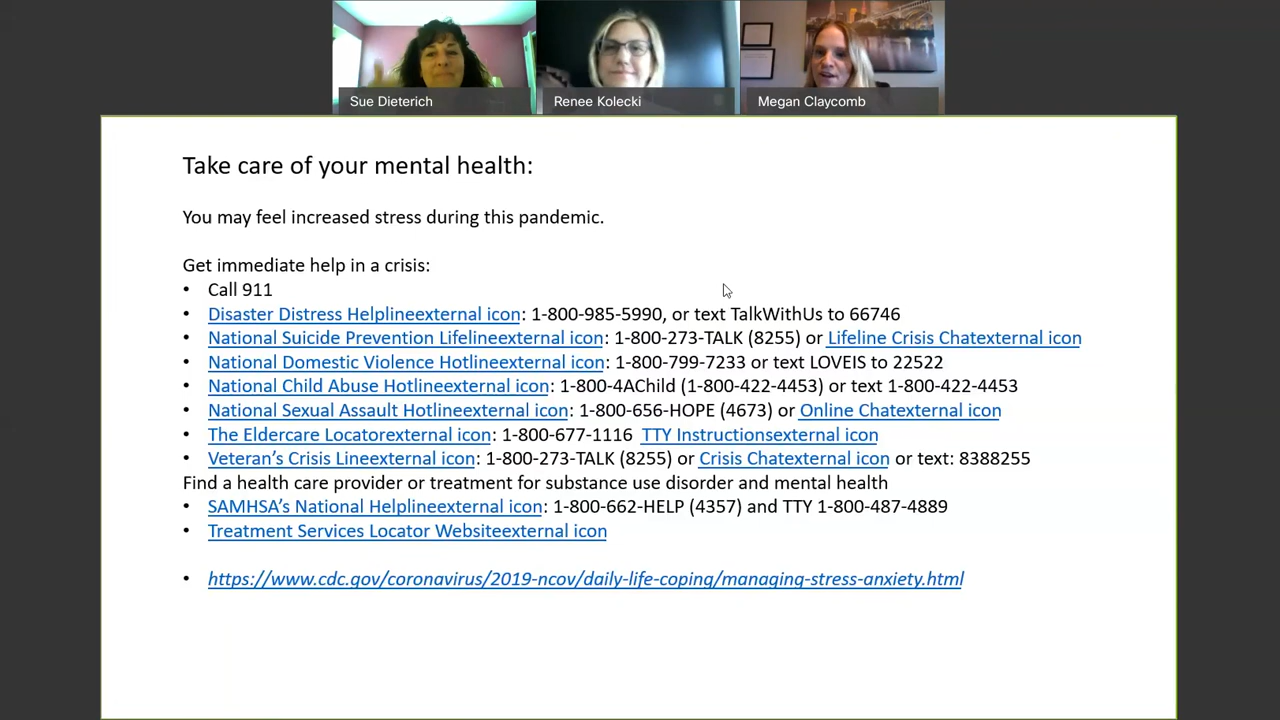 Sue Dieterich
Renee Kolecki
Megan Claycomb
Take care of your mental health:
You may feel increased stress during this pandemic.
Get immediate help in a crisis:
• Call 911
• Disaster Distress Helplineexternal icon: 1-800-985-5990, or text TalkWithUs to 66746
• National Suicide Prevention Lifelineexternal icon: 1-800-273-TALK (8255) or Lifeline Crisis Chatexternal icon
• National Domestic Violence Hotlineexternal icon: 1-800-799-7233 or text LOVEIS to 22522
• National Child Abuse Hotlineexternal icon: 1-800-4AChild (1-800-422-4453) or text 1-800-422-4453
• National Sexual Assault Hotlineexternal icon: 1-800-656-HOPE (4673) or Online Chatexternal icon
• The Eldercare Locatorexternal icon: 1-800-677-1116 TTY Instructionsexternal icon
• Veteran’s Crisis Lineexternal icon: 1-800-273-TALK (8255) or Crisis Chatexternal icon or text: 8388255
Find a health care provider or treatment for substance use disorder and mental health
• SAMHSA’s National Helplineexternal icon: 1-800-662-HELP (4357) and TTY 1-800-487-4889
• Treatment Services Locator Websiteexternal icon
• https://www.cdc.gov/coronavirus/2019-ncov/daily-life-coping/managing-stress-anxiety.html